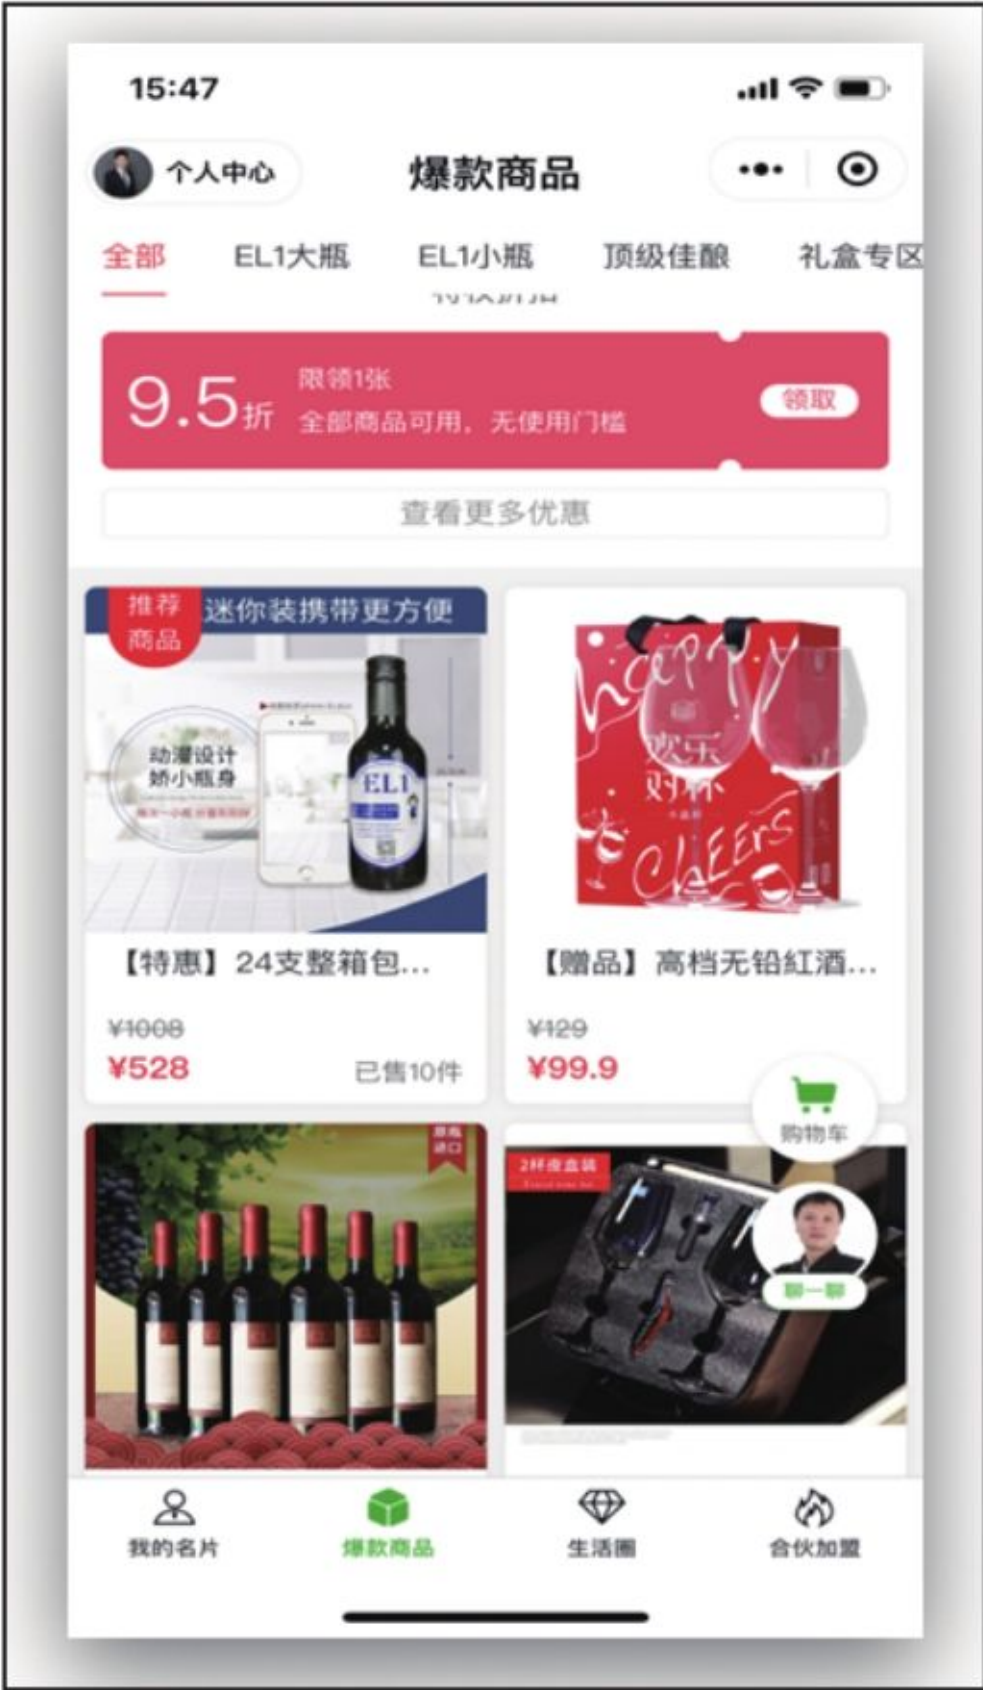 15:47
个人中心
爆款商品
全部
EL1大瓶
EL1小瓶
顶级佳酿
礼盒专区
9.5折
限领1张
全部商品可用，无使用门槛
领取
查看更多优惠
推荐
商品
迷你装携带更方便
动漫设计
娇小瓶身
EL1
欢乐
对杯
CHEErs
【特惠】24支整箱包...
¥1008
¥528
已售10件
【赠品】高档无铅紅酒...
¥129
¥99.9
购物车
原瓶
进口
聊一聊
我的名片
爆款商品
生活圈
合伙加盟